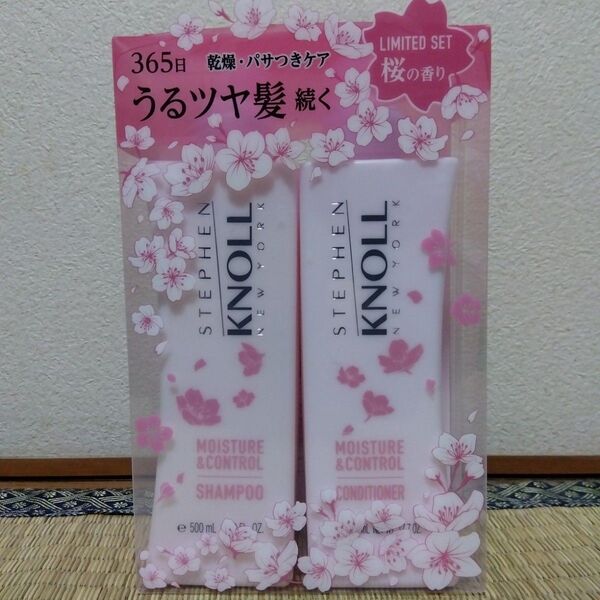 365日 乾燥・パサつきケア
うるツヤ髪 続く
LIMITED SET
桜の香り
STEPHEN
KNOLL
NEW YORK
MOISTURE
&CONTROL
SHAMPOO
℮ 500 mL OZ.
STEPHEN
KNOLL
NEW YORK
MOISTURE
&CONTROL
CONDITIONER
OZ.